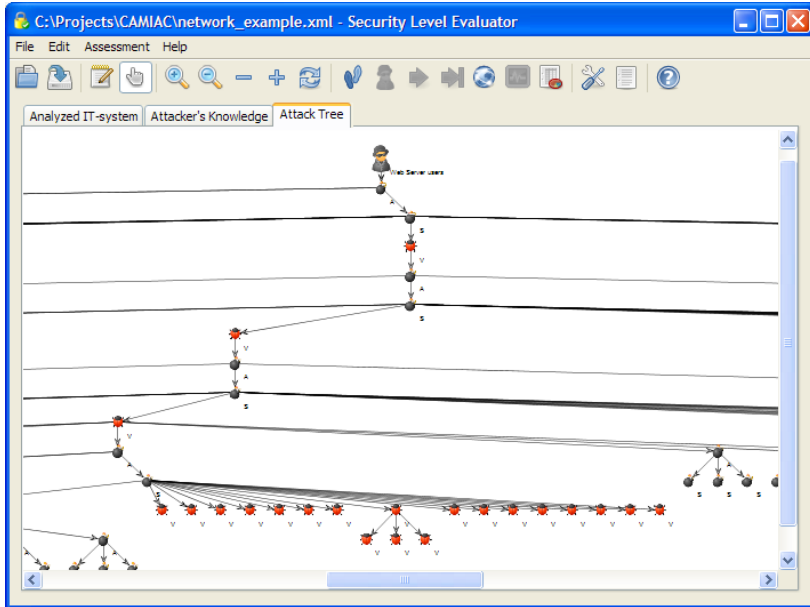 C:\Projects\CAMIAC\network_example.xml - Security Level Evaluator
File Edit Assessment Help
Analyzed IT-system Attacker's Knowledge Attack Tree
Web Server users
A
S
V
A
S
V
A
S
V
A
A
S S S S
S
V V V V V V V V V V V V V V V
V V V